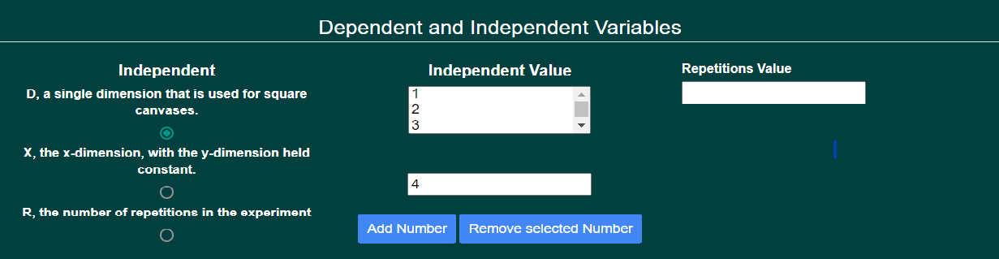 Dependent and Independent Variables
Independent
D, a single dimension that is used for square
canvases.
X, the x-dimension, with the y-dimension held
constant.
R, the number of repetitions in the experiment
Independent Value
1
2
3
4
Add Number
Remove selected Number
Repetitions Value